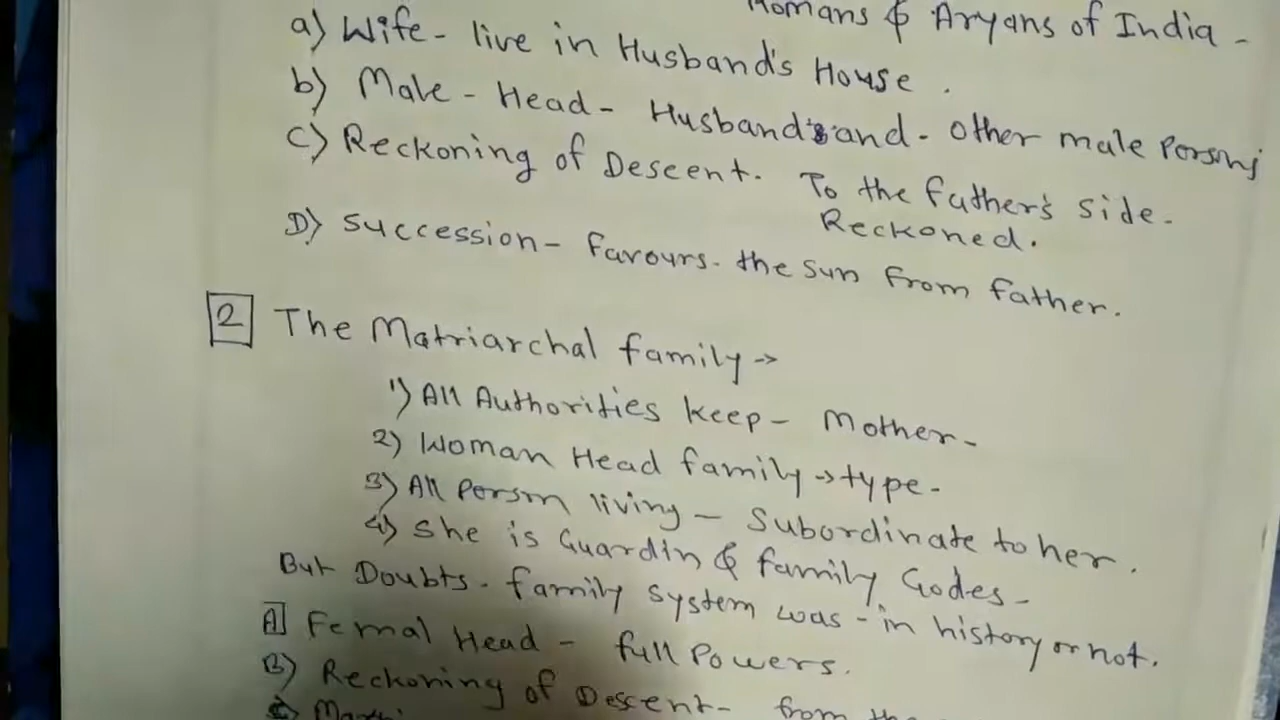 Romans & Aryans of India -
a) Wife - live in Husband's House .
b) Male - Head - Husband's and - other male Persons
c) Reckoning of Descent. To the father's side -
Reckoned.
D) Succession - favours. the sun from father.
2 The Matriarchal family →
1) All Authorities keep - Mother -
2) Woman Head family → type -
3) All Person living - Subordinate to her .
4) She is Guardin & family Godes -
But Doubts - family system was - in history or not.
A Femal Head - full Powers.
B) Reckoning of Descent - from the